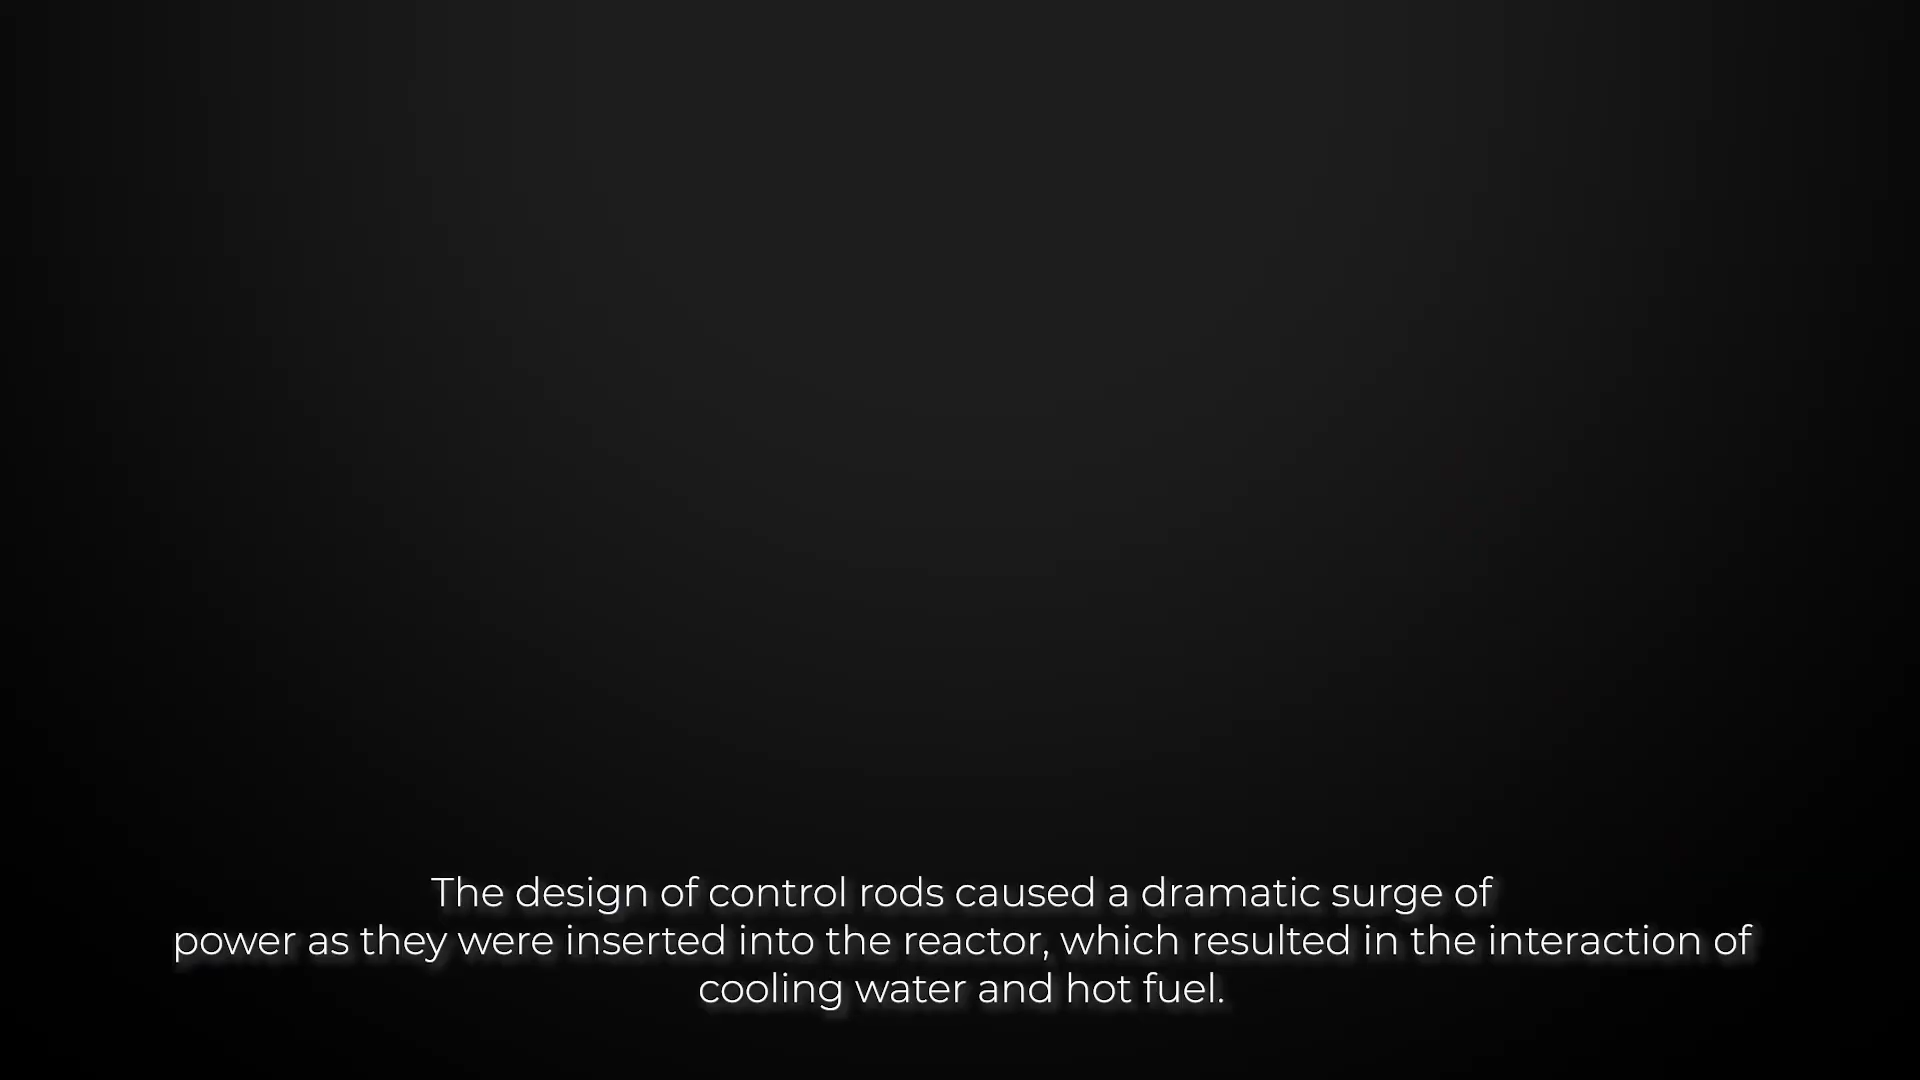 The design of control rods caused a dramatic surge of
power as they were inserted into the reactor, which resulted in the interaction of
cooling water and hot fuel.